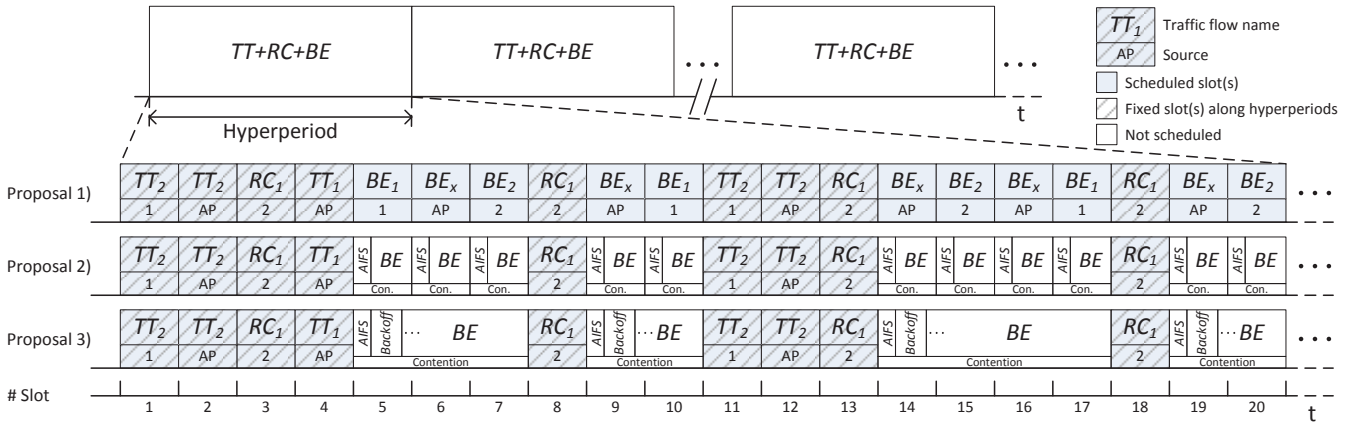 TT+RC+BE TT+RC+BE ... TT+RC+BE ...
t
Hyperperiod
TT1 Traffic flow name
AP Source
Scheduled slot(s)
Fixed slot(s) along hyperperiods
Not scheduled
Proposal 1) TT2 TT2 RC1 TT1 BE1 BEx BE2 RC1 BEx BE1 TT2 TT2 RC1 BEx BE2 BEx BE1 RC1 BEx BE2 ...
1 AP 2 AP 1 AP 2 2 AP 1 1 AP 2 AP 2 AP 1 2 AP 2
Proposal 2) TT2 TT2 RC1 TT1 AIFS BE AIFS BE AIFS BE RC1 AIFS BE AIFS BE TT2 TT2 RC1 AIFS BE AIFS BE AIFS BE AIFS BE RC1 AIFS BE AIFS BE ...
1 AP 2 AP Con. Con. Con. 2 Con. Con. 1 AP 2 Con. Con. Con. Con. 2 Con. Con.
Proposal 3) TT2 TT2 RC1 TT1 AIFS Backoff ... BE RC1 AIFS Backoff ... BE TT2 TT2 RC1 AIFS Backoff ... BE RC1 AIFS Backoff ... BE ...
1 AP 2 AP Contention 2 Contention 1 AP 2 Contention 2 Contention
# Slot 1 2 3 4 5 6 7 8 9 10 11 12 13 14 15 16 17 18 19 20 t